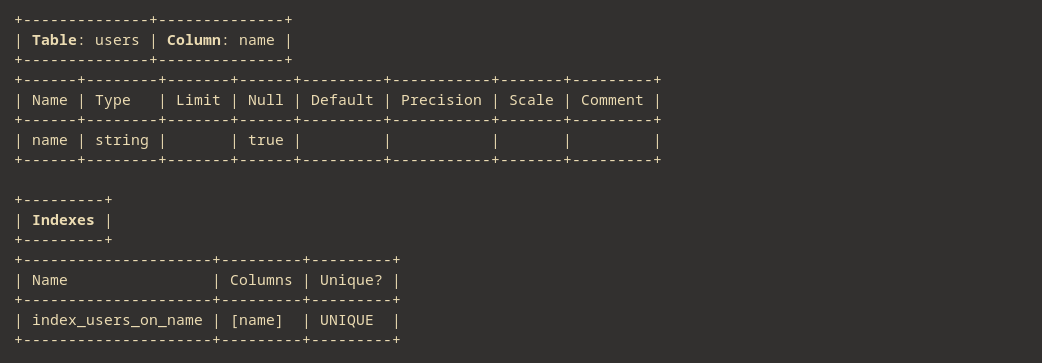 +--------------+--------------+
| Table: users | Column: name |
+--------------+--------------+
+------+--------+-------+------+---------+-----------+-------+---------+
| Name | Type   | Limit | Null | Default | Precision | Scale | Comment |
+------+--------+-------+------+---------+-----------+-------+---------+
| name | string |       | true |         |           |       |         |
+------+--------+-------+------+---------+-----------+-------+---------+

+---------+
| Indexes |
+---------+
+---------------------+---------+---------+
| Name                | Columns | Unique? |
+---------------------+---------+---------+
| index_users_on_name | [name]  | UNIQUE  |
+---------------------+---------+---------+